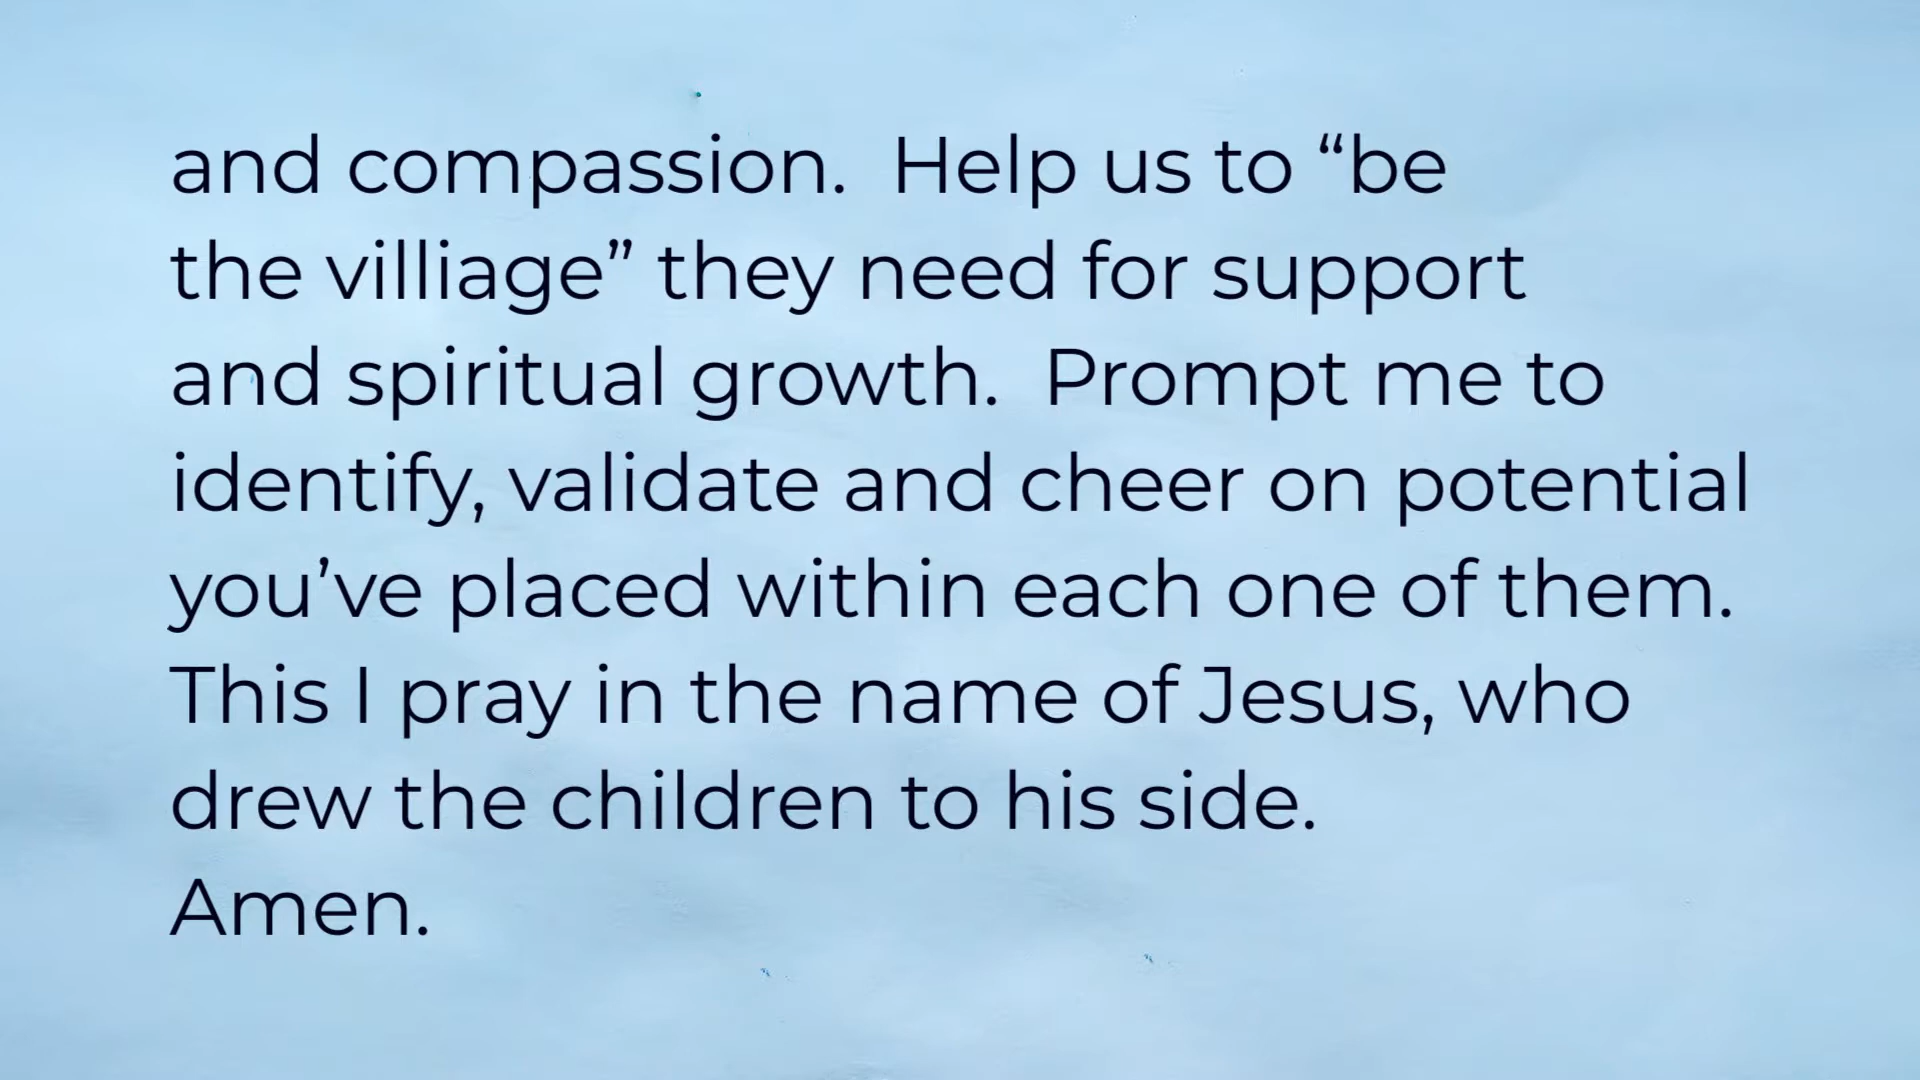 and compassion.  Help us to “be
the villiage” they need for support
and spiritual growth.  Prompt me to
identify, validate and cheer on potential
you’ve placed within each one of them.
This I pray in the name of Jesus, who
drew the children to his side.
Amen.